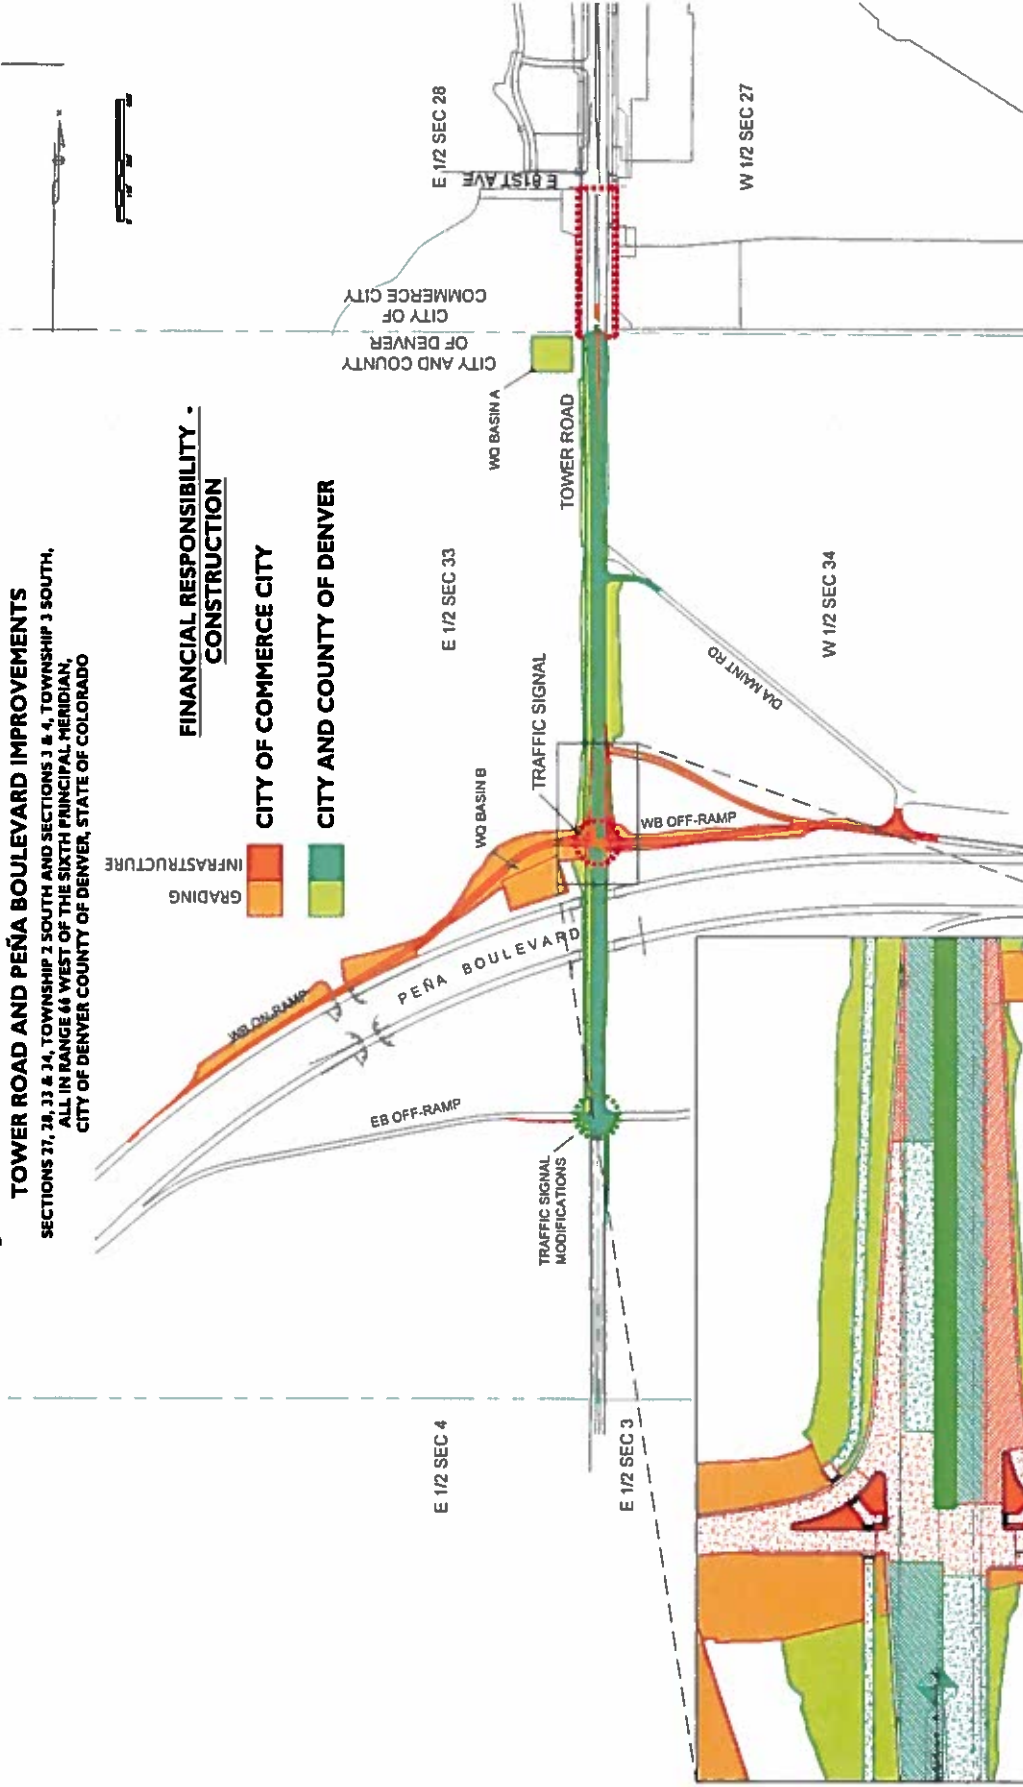 TOWER ROAD AND PEÑA BOULEVARD IMPROVEMENTS
SECTIONS 27, 28, 33 & 34, TOWNSHIP 2 SOUTH AND SECTIONS 3 & 4, TOWNSHIP 3 SOUTH,
ALL IN RANGE 66 WEST OF THE SIXTH PRINCIPAL MERIDIAN,
CITY OF DENVER COUNTY OF DENVER, STATE OF COLORADO
FINANCIAL RESPONSIBILITY -
CONSTRUCTION
GRADING
INFRASTRUCTURE
CITY OF COMMERCE CITY
CITY AND COUNTY OF DENVER
E 1/2 SEC 28
E 81ST AVE
W 1/2 SEC 27
CITY OF
COMMERCE CITY
CITY AND COUNTY
OF DENVER
WQ BASIN A
TOWER ROAD
E 1/2 SEC 33
W 1/2 SEC 34
DIA MAINT RD
TRAFFIC SIGNAL
WQ BASIN B
WB OFF-RAMP
WB ON-RAMP
PEÑA BOULEVARD
EB OFF-RAMP
TRAFFIC SIGNAL
MODIFICATIONS
E 1/2 SEC 4
E 1/2 SEC 3